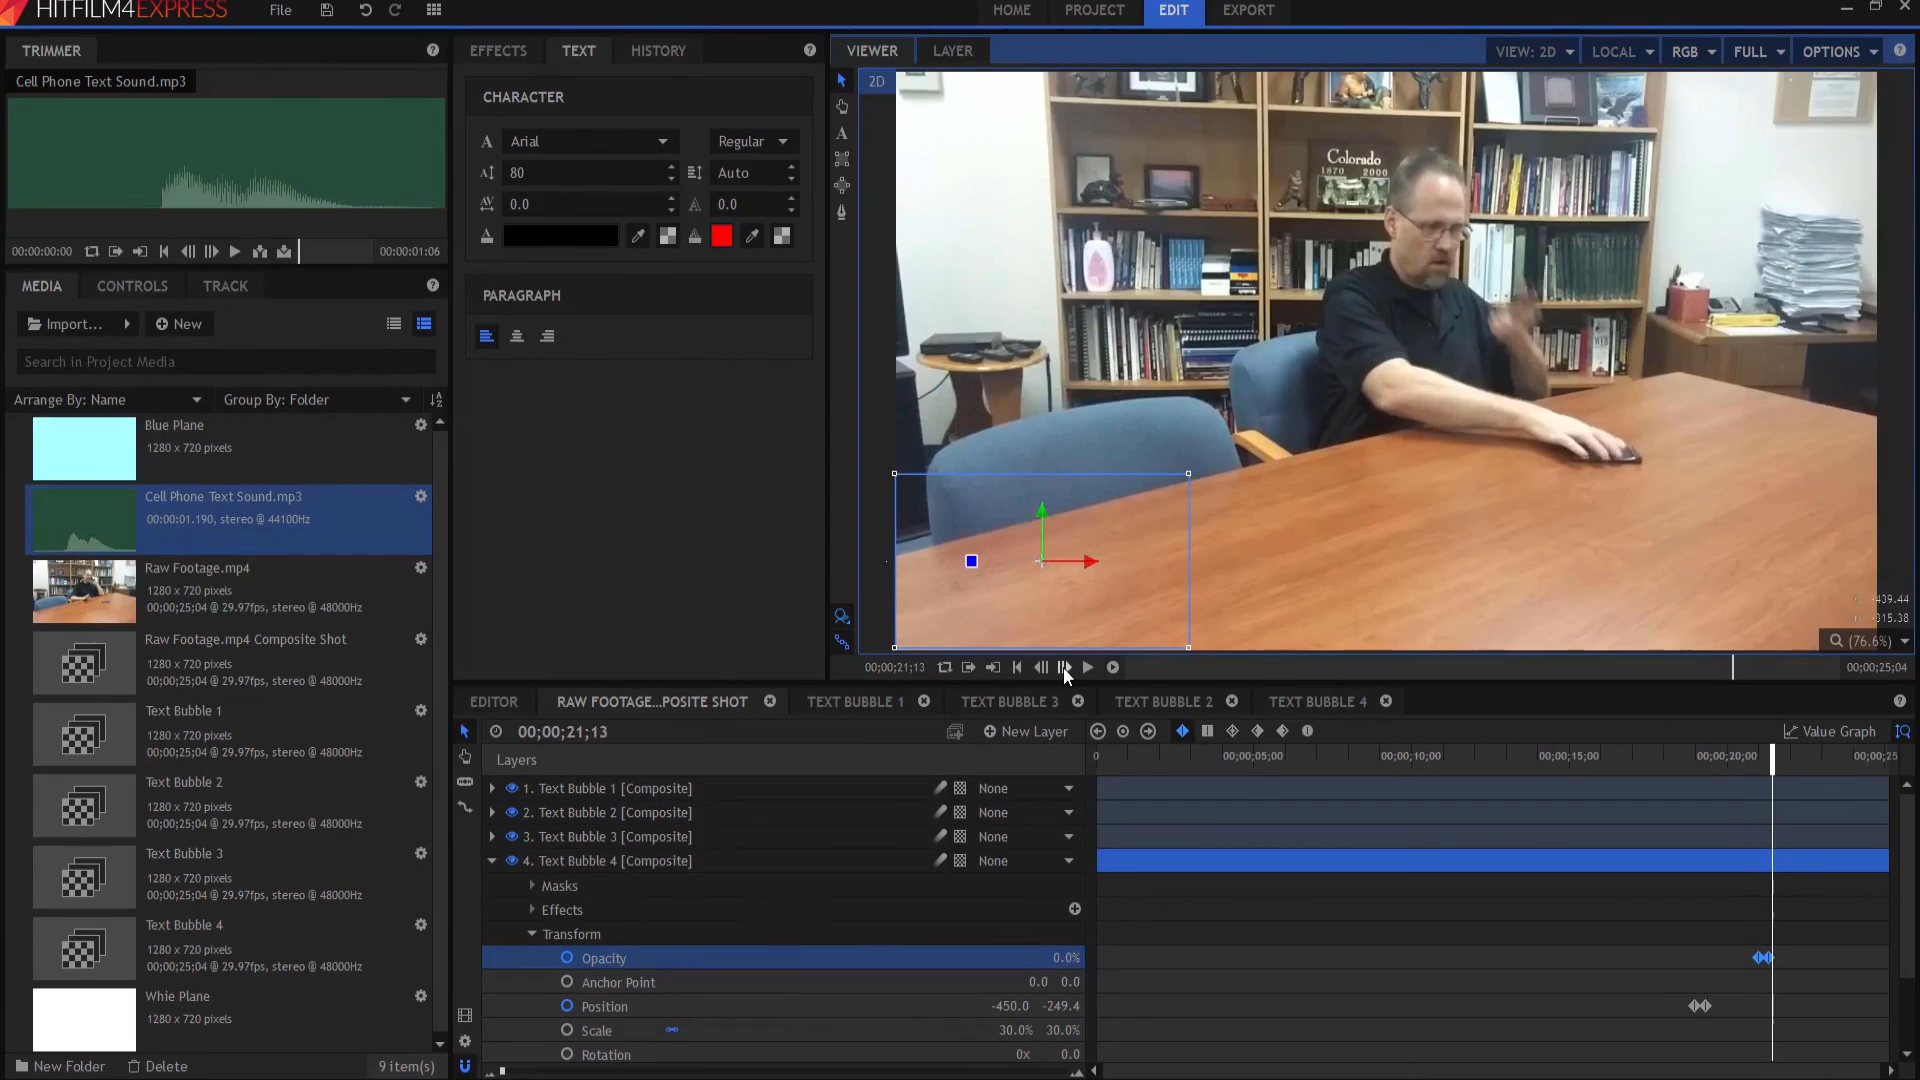 HITFILM4EXPRESS
File
HOME
PROJECT
EDIT
EXPORT
TRIMMER
Cell Phone Text Sound.mp3
00:00:00:00
00:00:01:06
MEDIA
CONTROLS
TRACK
Import...
New
Search in Project Media
Arrange By: Name
Group By: Folder
Blue Plane
1280 x 720 pixels
Cell Phone Text Sound.mp3
00:00:01.190, stereo @ 44100Hz
Raw Footage.mp4
1280 x 720 pixels
00;00;25;04 @ 29.97fps, stereo @ 48000Hz
Raw Footage.mp4 Composite Shot
1280 x 720 pixels
00;00;25;04 @ 29.97fps, stereo @ 48000Hz
Text Bubble 1
1280 x 720 pixels
00;00;25;04 @ 29.97fps, stereo @ 48000Hz
Text Bubble 2
1280 x 720 pixels
00;00;25;04 @ 29.97fps, stereo @ 48000Hz
Text Bubble 3
1280 x 720 pixels
00;00;25;04 @ 29.97fps, stereo @ 48000Hz
Text Bubble 4
1280 x 720 pixels
00;00;25;04 @ 29.97fps, stereo @ 48000Hz
Whie Plane
1280 x 720 pixels
New Folder
Delete
9 item(s)
EFFECTS
TEXT
HISTORY
CHARACTER
Arial
Regular
80
Auto
0.0
0.0
PARAGRAPH
VIEWER
LAYER
VIEW: 2D
LOCAL
RGB
FULL
OPTIONS
2D
Colorado
1870 2000
-439.44
-315.38
(76.6%)
00;00;21;13
00;00;25;04
EDITOR
RAW FOOTAGE...POSITE SHOT
TEXT BUBBLE 1
TEXT BUBBLE 3
TEXT BUBBLE 2
TEXT BUBBLE 4
00;00;21;13
New Layer
Value Graph
Layers
0
00;00;05;00
00;00;10;00
00;00;15;00
00;00;20;00
00;00;25
1. Text Bubble 1 [Composite]
None
2. Text Bubble 2 [Composite]
None
3. Text Bubble 3 [Composite]
None
4. Text Bubble 4 [Composite]
None
Masks
Effects
Transform
Opacity
0.0%
Anchor Point
0.0 0.0
Position
-450.0 -249.4
Scale
30.0% 30.0%
Rotation
0x 0.0